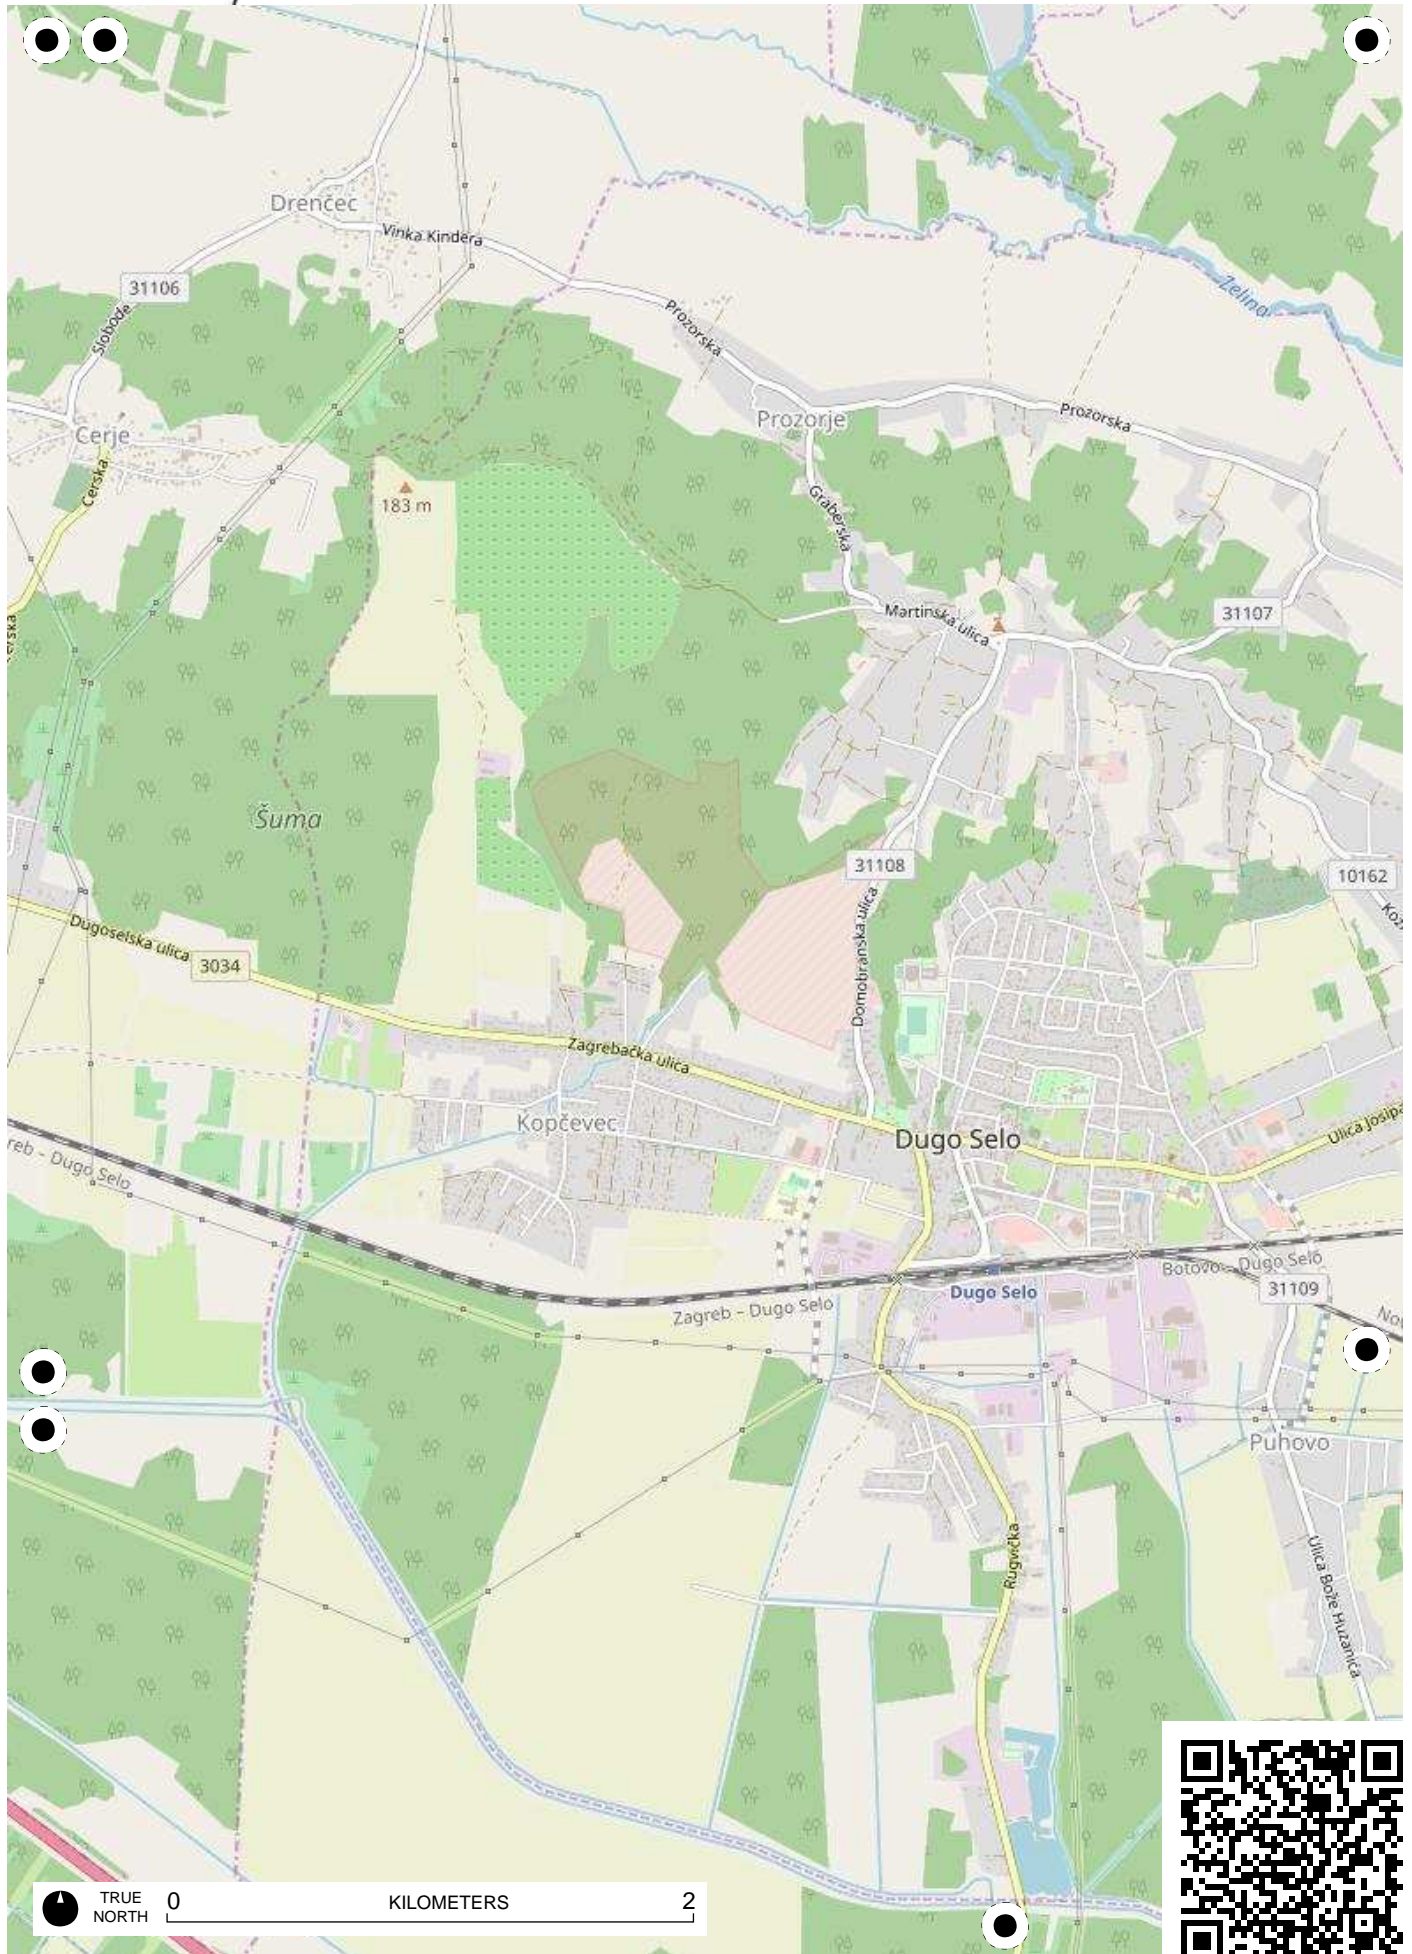 Drenčec
Vinka Kindera
31106
Slobode
Zelina
Prozorska
Prozorje
Prozorska
Cerje
Cerska
183 m
Graberska
Martinska ulica
31107
Šuma
31108
10162
Dugoselska ulica
3034
Domobranska ulica
Zagrebačka ulica
Kopčevec
Dugo Selo
Ulica Josipa
reb – Dugo Selo
Botovo – Dugo Selo
Dugo Selo
31109
Zagreb – Dugo Selo
Puhovo
Rugvička
Ulica Bože Huzanića
TRUE
NORTH
0 KILOMETERS 2